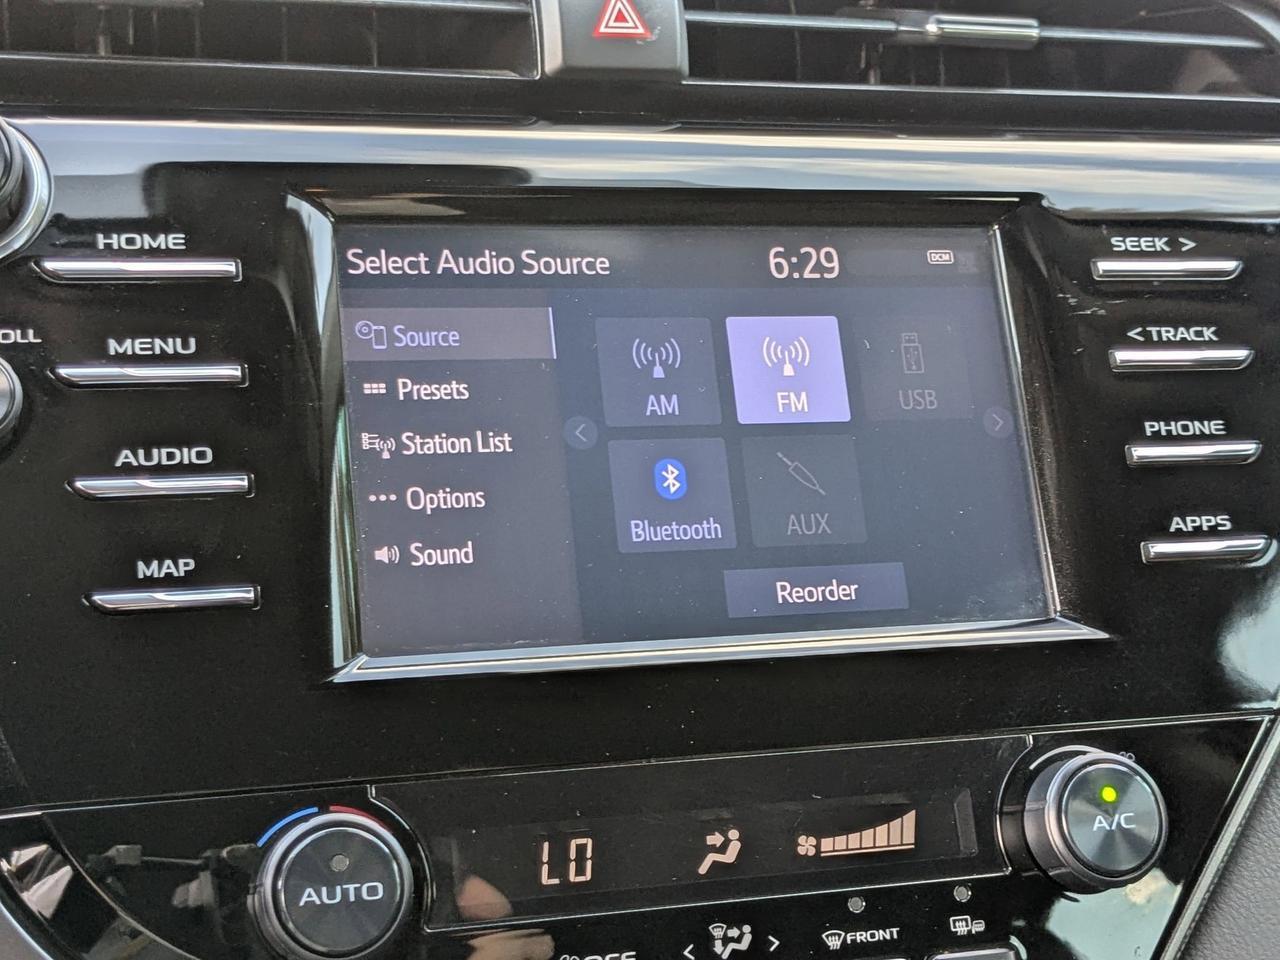 HOME
MENU
AUDIO
MAP
OLL
Select Audio Source
6:29
DCM
Source
Presets
Station List
Options
Sound
AM
FM
USB
Bluetooth
AUX
Reorder
SEEK >
< TRACK
PHONE
APPS
AUTO
LO
A/C
< >
FRONT